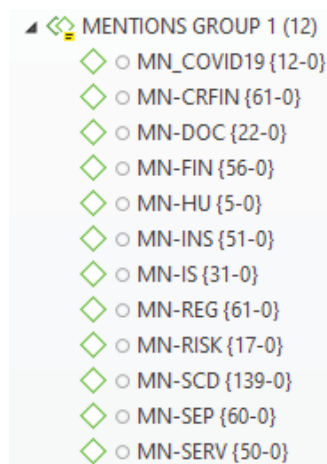 MENTIONS GROUP 1 (12)
MN_COVID19 {12-0}
MN-CRFIN {61-0}
MN-DOC {22-0}
MN-FIN {56-0}
MN-HU {5-0}
MN-INS {51-0}
MN-IS {31-0}
MN-REG {61-0}
MN-RISK {17-0}
MN-SCD {139-0}
MN-SEP {60-0}
MN-SERV {50-0}